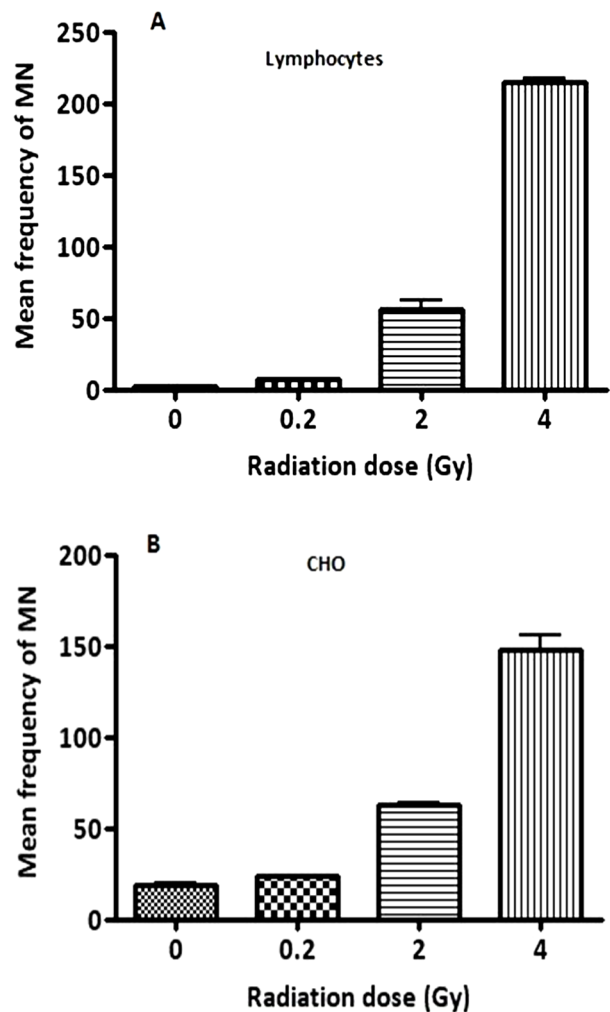 A
Lymphocytes
Mean frequency of MN
250
200
150
100
50
0
0 0.2 2 4
Radiation dose (Gy)
B
CHO
Mean frequency of MN
200
150
100
50
0
0 0.2 2 4
Radiation dose (Gy)